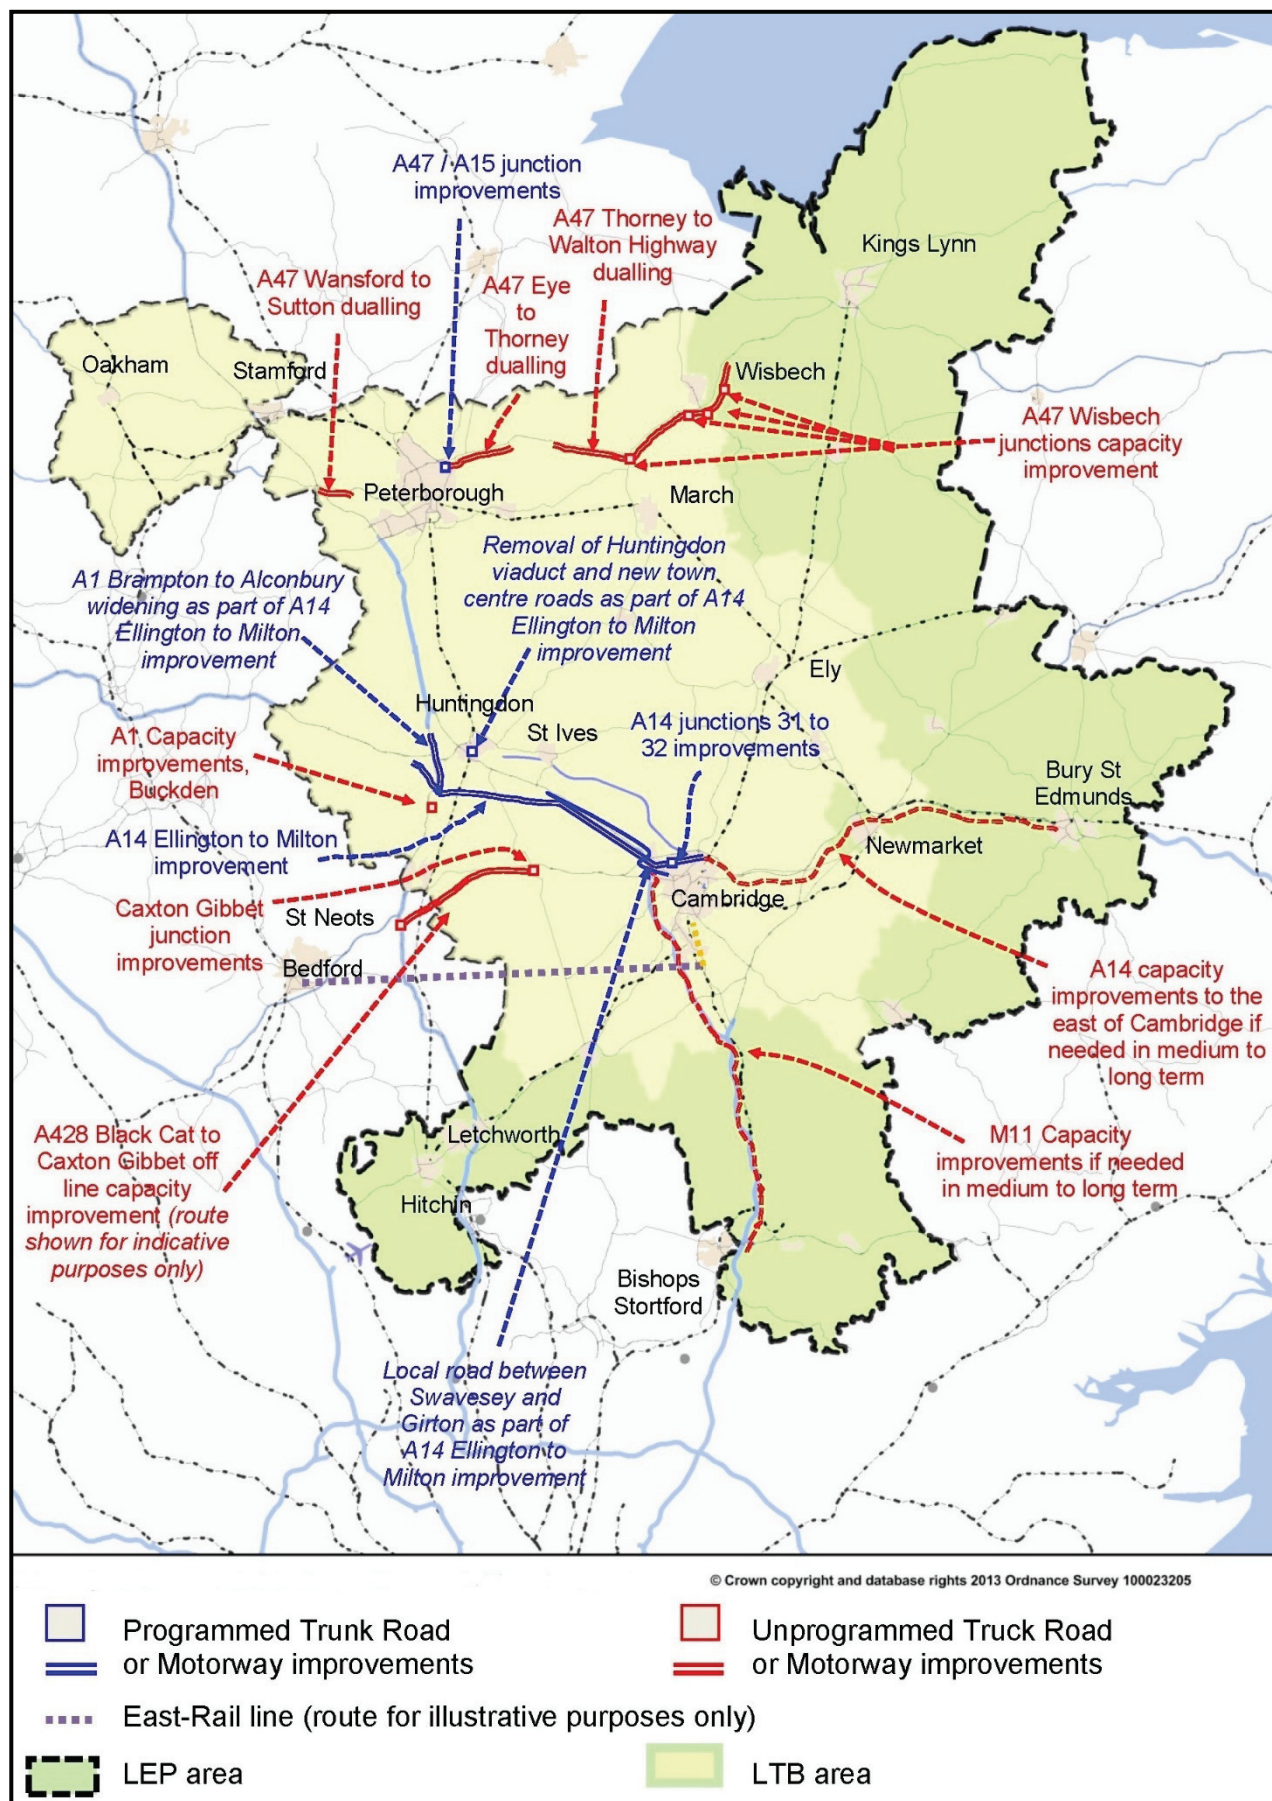 A47 / A15 junction
improvements
A47 Thorney to
Walton Highway
dualling
Kings Lynn
A47 Wansford to
Sutton dualling
A47 Eye
to
Thorney
dualling
Oakham
Stamford
Wisbech
A47 Wisbech
junctions capacity
improvement
Peterborough
March
Removal of Huntingdon
viaduct and new town
centre roads as part of A14
Ellington to Milton
improvement
A1 Brampton to Alconbury
widening as part of A14
Ellington to Milton
improvement
Ely
Huntingdon
St Ives
A14 junctions 31 to
32 improvements
A1 Capacity
improvements,
Buckden
Bury St
Edmunds
A14 Ellington to Milton
improvement
Newmarket
Cambridge
Caxton Gibbet
junction
improvements
St Neots
Bedford
A14 capacity
improvements to the
east of Cambridge if
needed in medium to
long term
A428 Black Cat to
Caxton Gibbet off
line capacity
improvement (route
shown for indicative
purposes only)
Letchworth
M11 Capacity
improvements if needed
in medium to long term
Hitchin
Bishops
Stortford
Local road between
Swavesey and
Girton as part of
A14 Ellington to
Milton improvement
© Crown copyright and database rights 2013 Ordnance Survey 100023205
Programmed Trunk Road
or Motorway improvements
Unprogrammed Truck Road
or Motorway improvements
East-Rail line (route for illustrative purposes only)
LEP area
LTB area